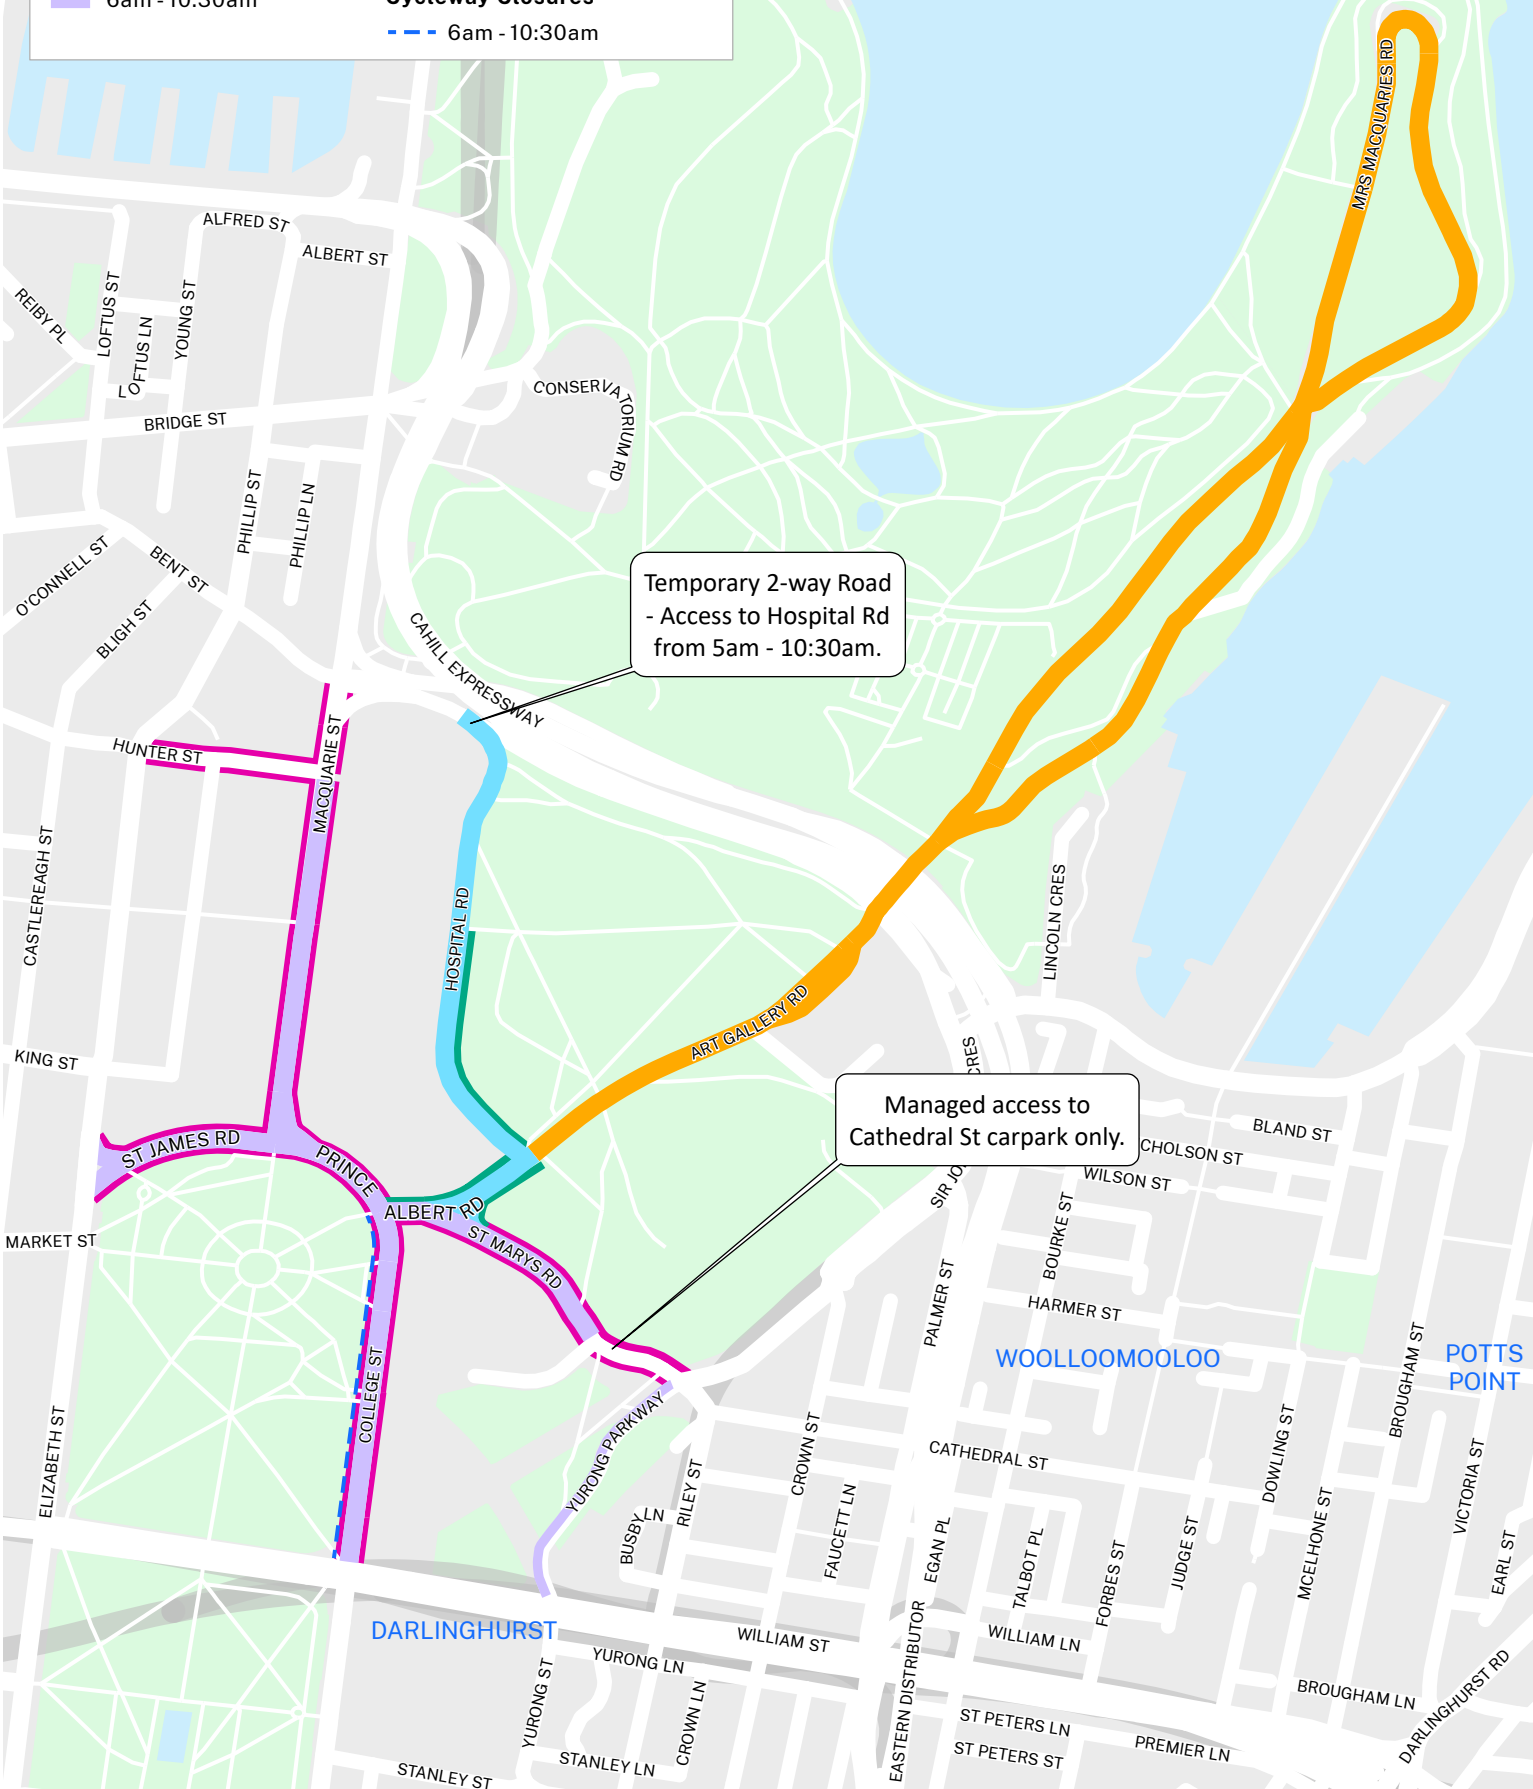 6am - 10:30am
Cycleway Closures
6am - 10:30am
MRS MACQUARIES RD
ALFRED ST
ALBERT ST
REIBY PL
LOFTUS ST
LOFTUS LN
YOUNG ST
CONSERVATORIUM RD
BRIDGE ST
PHILLIP ST
PHILLIP LN
O'CONNELL ST
BENT ST
BLIGH ST
Temporary 2-way Road
- Access to Hospital Rd
from 5am - 10:30am.
CAHILL EXPRESSWAY
HUNTER ST
MACQUARIE ST
CASTLEREAGH ST
HOSPITAL RD
LINCOLN CRES
ART GALLERY RD
KING ST
CRES
Managed access to
Cathedral St carpark only.
BLAND ST
CHOLSON ST
WILSON ST
SIR JO
ST JAMES RD
PRINCE
ALBERT RD
ST MARYS RD
MARKET ST
BOURKE ST
PALMER ST
HARMER ST
WOOLLOOMOOLOO
POTTS
POINT
BROUGHAM ST
COLLEGE ST
ELIZABETH ST
YURONG PARKWAY
CROWN ST
CATHEDRAL ST
DOWLING ST
VICTORIA ST
RILEY ST
BUSBY LN
FAUCETT LN
EGAN PL
TALBOT PL
FORBES ST
JUDGE ST
MCELHONE ST
EARL ST
DARLINGHURST
WILLIAM ST
WILLIAM LN
YURONG LN
YURONG ST
CROWN LN
EASTERN DISTRIBUTOR
BROUGHAM LN
DARLINGHURST RD
ST PETERS LN
PREMIER LN
ST PETERS ST
STANLEY LN
STANLEY ST